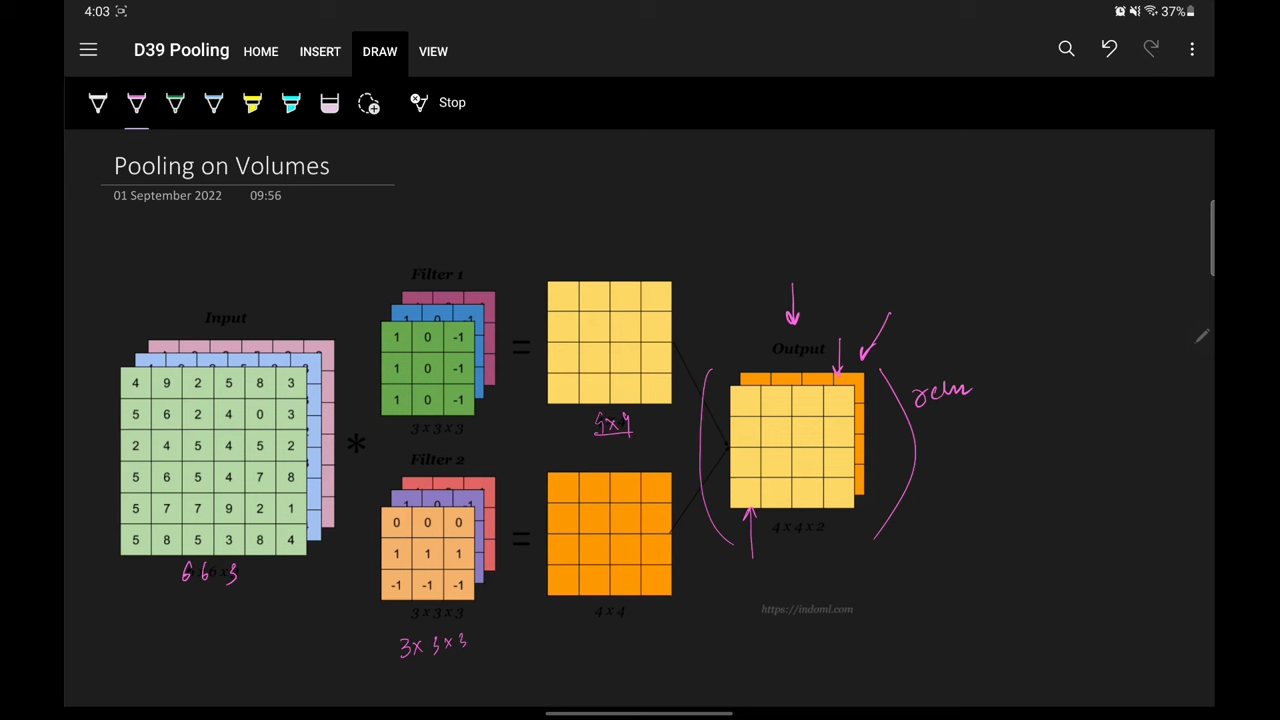 4:03 37%
D39 Pooling HOME INSERT DRAW VIEW
Stop
Pooling on Volumes
01 September 2022 09:56
Filter 1
Input
Output
4 9 2 5 8 3
5 6 2 4 0 3
2 4 5 4 5 2
5 6 5 4 7 8
5 7 7 9 2 1
5 8 5 3 8 4
6 6 3
*
1 0 -1
1 0 -1
1 0 -1
3 x 3 x 3
=
Filter 2
0 0 0
1 1 1
-1 -1 -1
3 x 3 x 3
3 x 3 x 3
=
4 x 4
4 x 4 x 2
relu
https://indoml.com